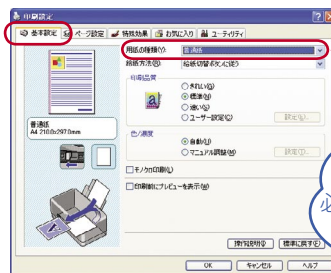 印刷設定
基本設定 ページ設定 特殊効果 お気に入り ユーティリティ
用紙の種類(Y): 普通紙
給紙方法(R): 給紙切替ボタンに従う
印刷品質
きれい(G)
標準(N)
速い(S)
ユーザー設定(C) 設定(Q)...
色/濃度
自動(U)
マニュアル調整(M) 設定(T)...
普通紙
A4 210.0x297.0mm
モノクロ印刷(L)
印刷前にプレビューを表示(W)
必
操作説明(I) 標準に戻す(F)
OK キャンセル ヘルプ